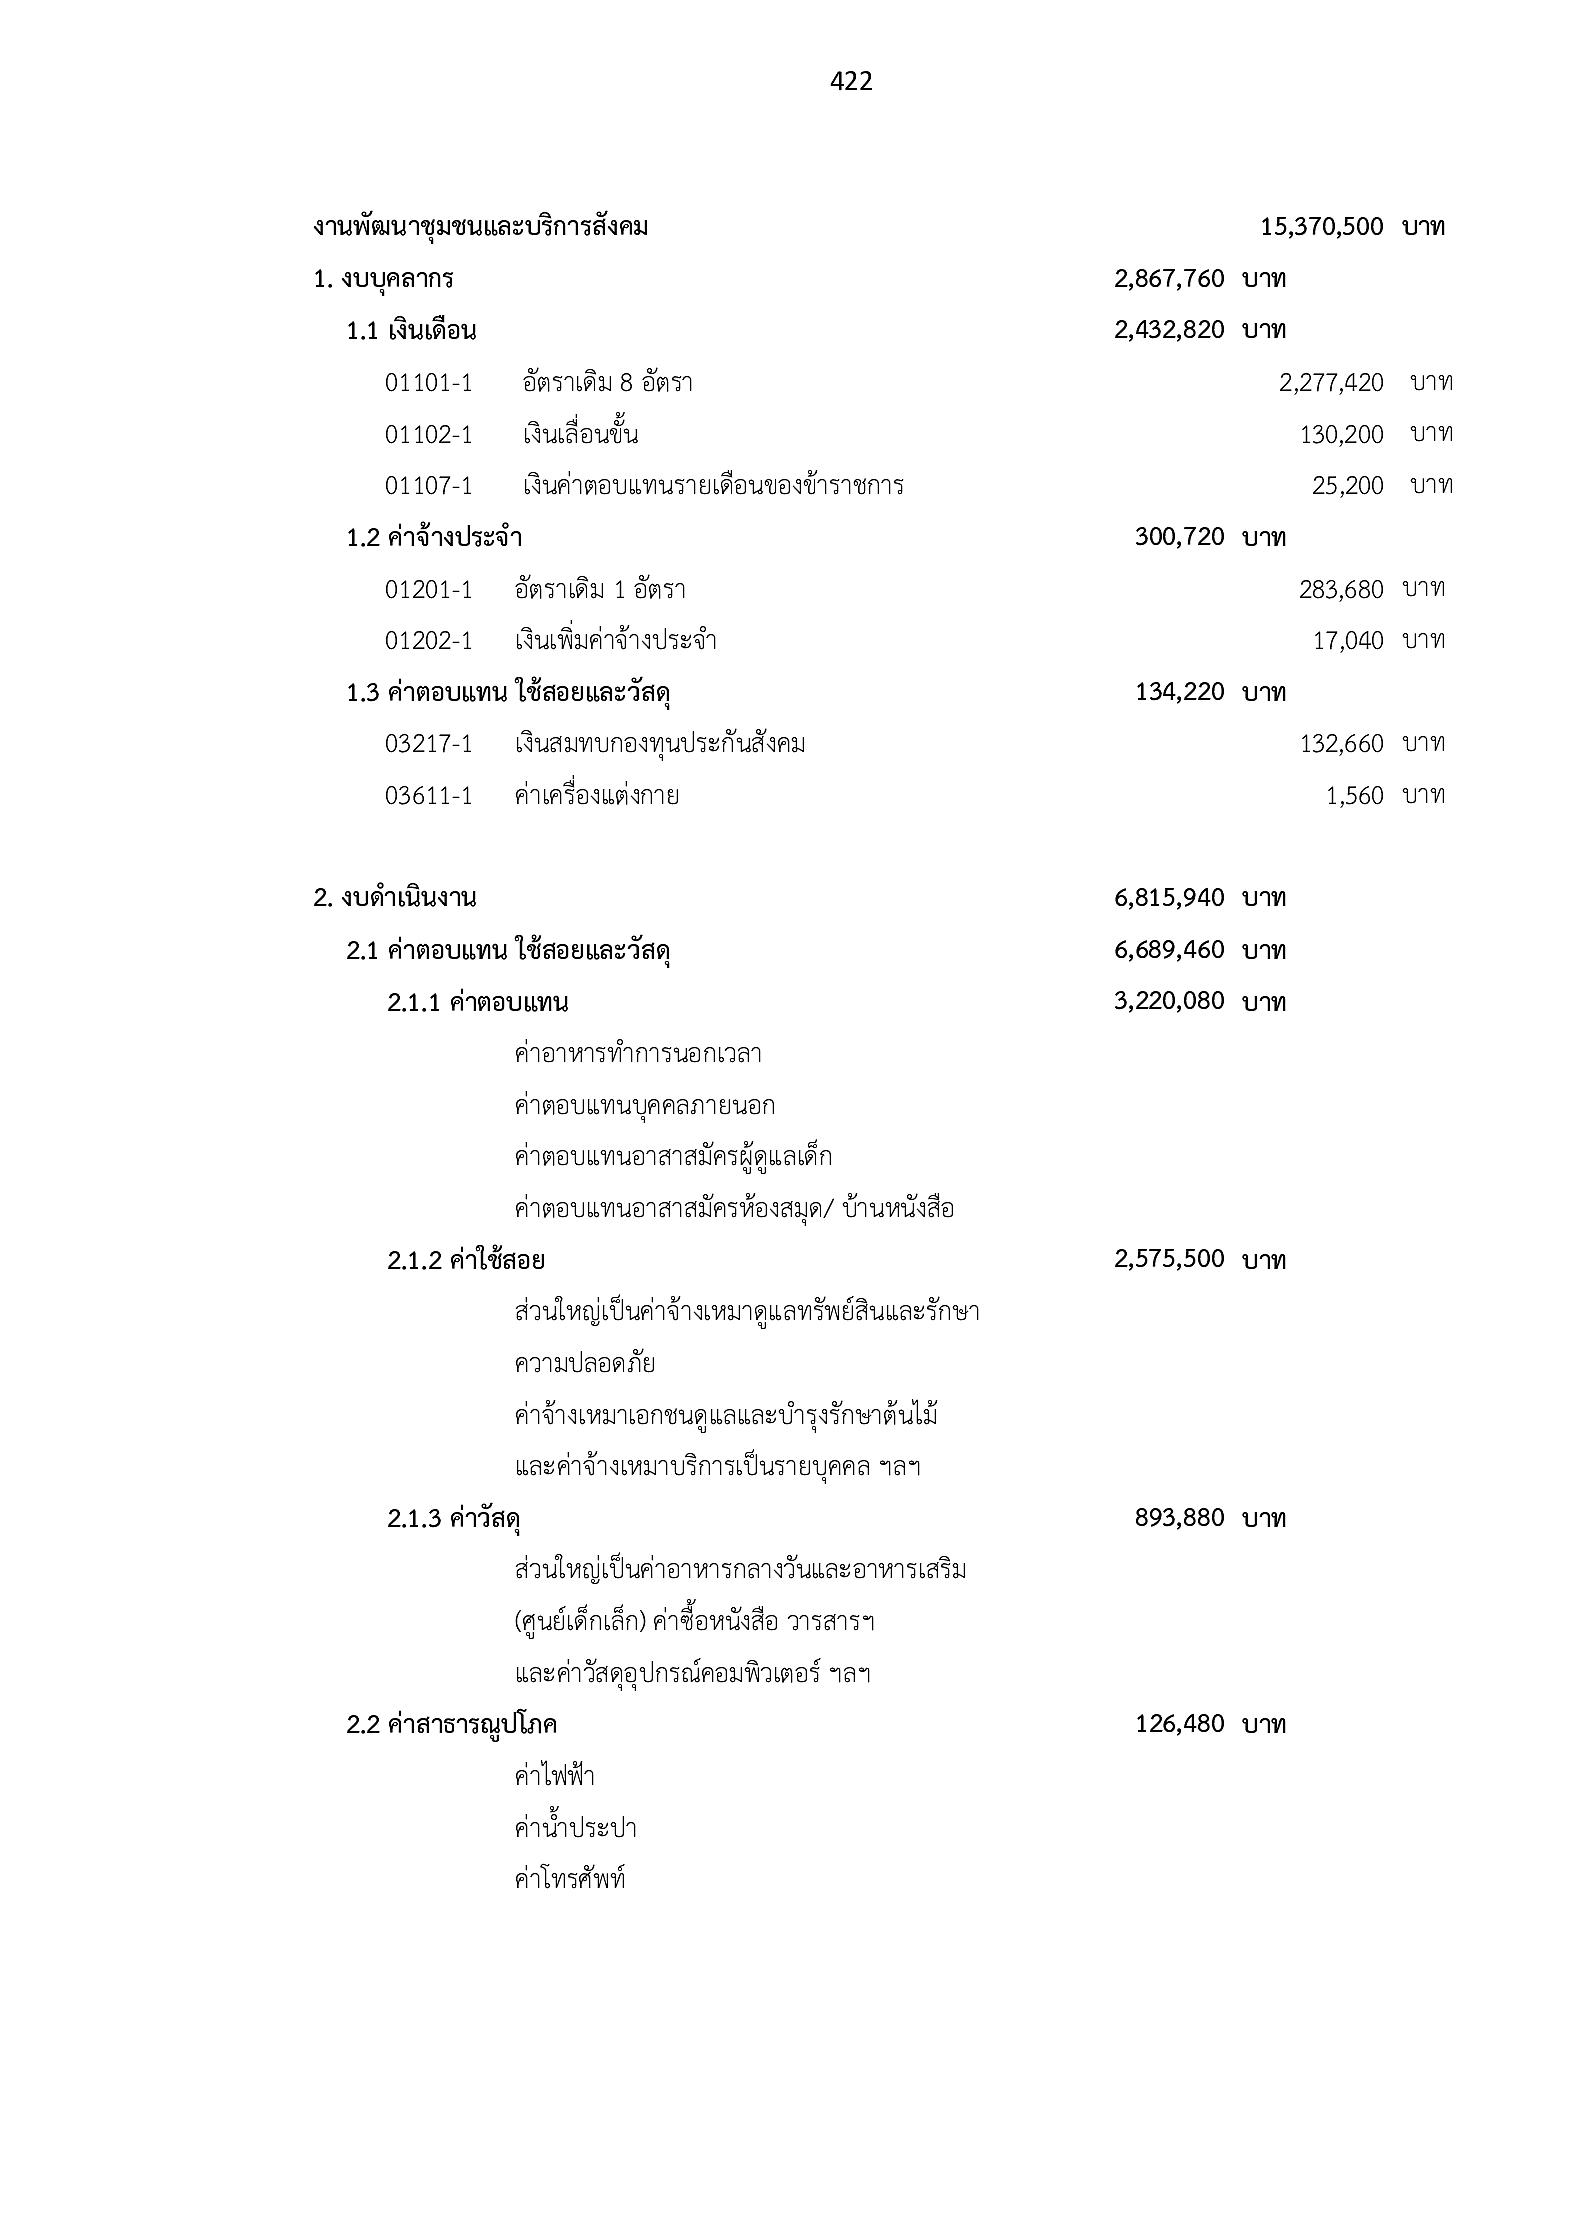 422
งานพัฒนาชุมชนและบริการสังคม 15,370,500 บาท
1. งบบุคลากร 2,867,760 บาท
1.1 เงินเดือน 2,432,820 บาท
01101-1 อัตราเดิม 8 อัตรา 2,277,420 บาท
01102-1 เงินเลื่อนขั้น 130,200 บาท
01107-1 เงินค่าตอบแทนรายเดือนของข้าราชการ 25,200 บาท
1.2 ค่าจ้างประจำ 300,720 บาท
01201-1 อัตราเดิม 1 อัตรา 283,680 บาท
01202-1 เงินเพิ่มค่าจ้างประจำ 17,040 บาท
1.3 ค่าตอบแทน ใช้สอยและวัสดุ 134,220 บาท
03217-1 เงินสมทบกองทุนประกันสังคม 132,660 บาท
03611-1 ค่าเครื่องแต่งกาย 1,560 บาท
2. งบดำเนินงาน 6,815,940 บาท
2.1 ค่าตอบแทน ใช้สอยและวัสดุ 6,689,460 บาท
2.1.1 ค่าตอบแทน 3,220,080 บาท
ค่าอาหารทำการนอกเวลา
ค่าตอบแทนบุคคลภายนอก
ค่าตอบแทนอาสาสมัครผู้ดูแลเด็ก
ค่าตอบแทนอาสาสมัครห้องสมุด/ บ้านหนังสือ
2.1.2 ค่าใช้สอย 2,575,500 บาท
ส่วนใหญ่เป็นค่าจ้างเหมาดูแลทรัพย์สินและรักษา
ความปลอดภัย
ค่าจ้างเหมาเอกชนดูแลและบำรุงรักษาต้นไม้
และค่าจ้างเหมาบริการเป็นรายบุคคล ฯลฯ
2.1.3 ค่าวัสดุ 893,880 บาท
ส่วนใหญ่เป็นค่าอาหารกลางวันและอาหารเสริม
(ศูนย์เด็กเล็ก) ค่าซื้อหนังสือ วารสารฯ
และค่าวัสดุอุปกรณ์คอมพิวเตอร์ ฯลฯ
2.2 ค่าสาธารณูปโภค 126,480 บาท
ค่าไฟฟ้า
ค่าน้ำประปา
ค่าโทรศัพท์